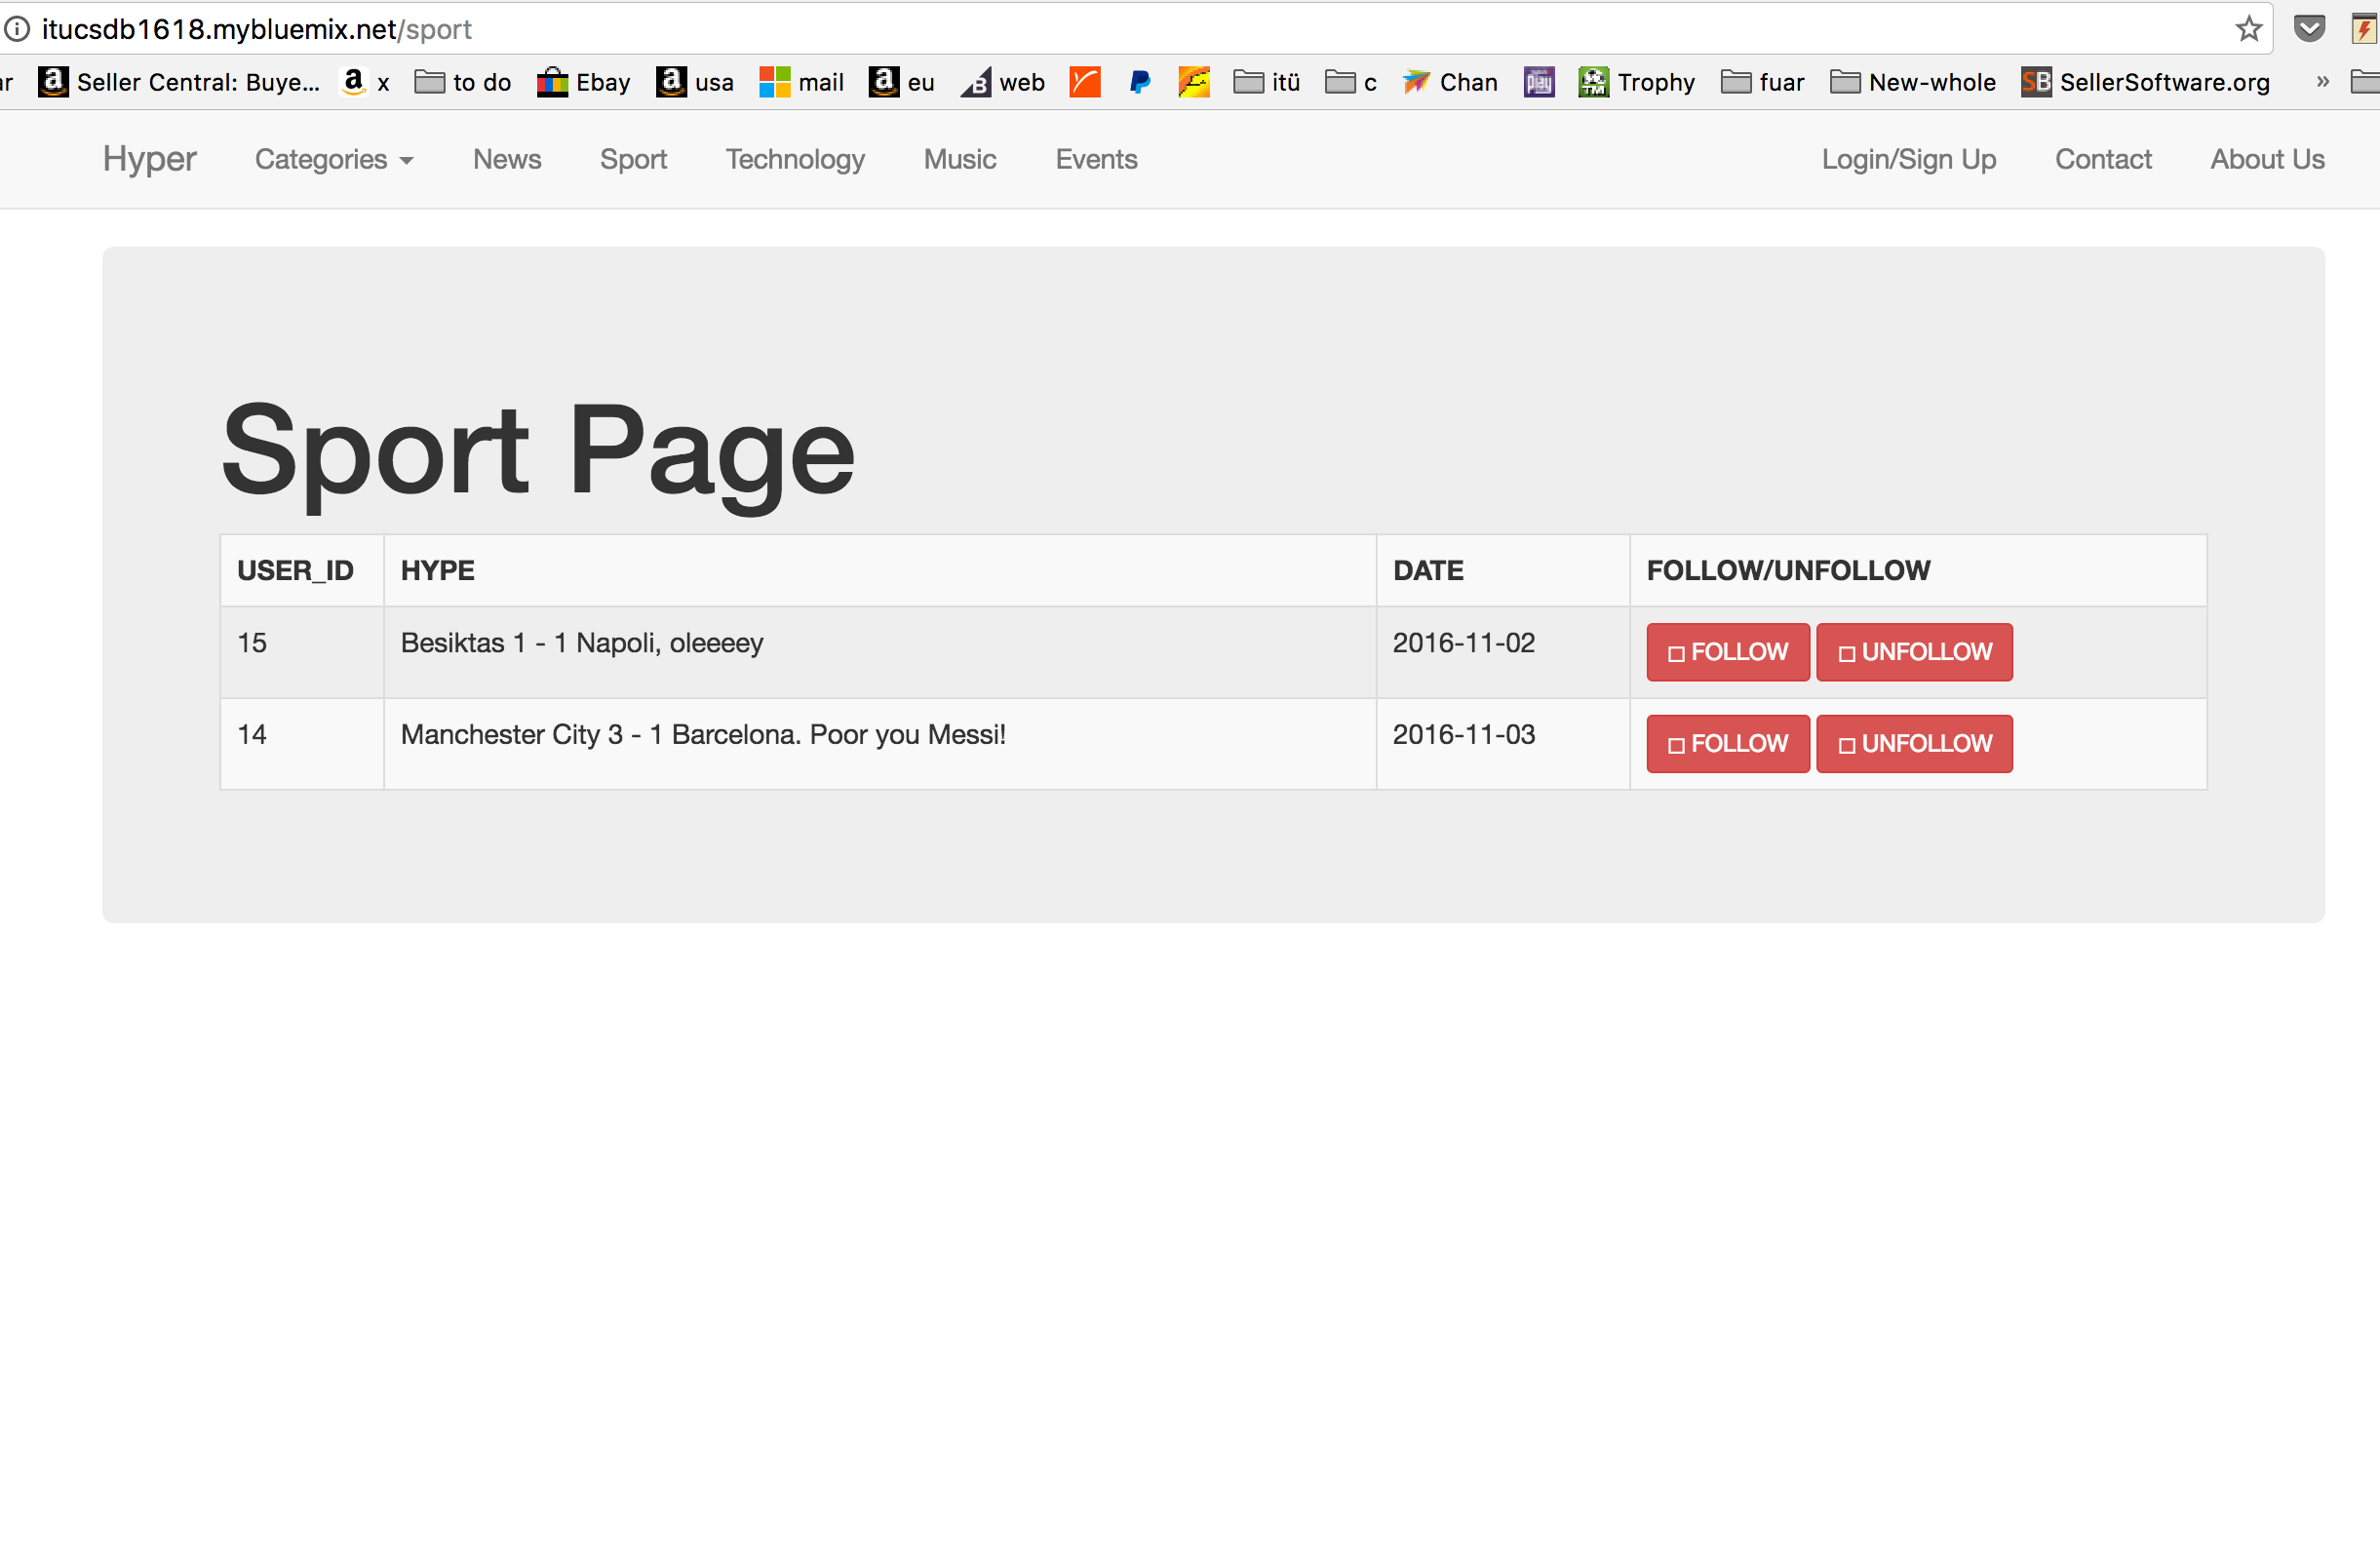 itucsdb1618.mybluemix.net/sport
ar Seller Central: Buye... x to do Ebay usa mail eu web itü c Chan play Trophy fuar New-whole SB SellerSoftware.org »
Hyper Categories News Sport Technology Music Events Login/Sign Up Contact About Us
Sport Page
USER_ID HYPE DATE FOLLOW/UNFOLLOW
15 Besiktas 1 - 1 Napoli, oleeeey 2016-11-02 FOLLOW UNFOLLOW
14 Manchester City 3 - 1 Barcelona. Poor you Messi! 2016-11-03 FOLLOW UNFOLLOW